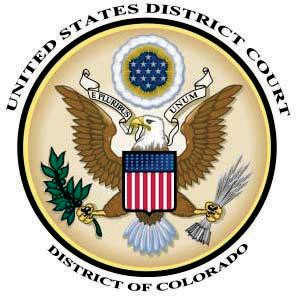 UNITED STATES DISTRICT COURT
E PLURIBUS UNUM
DISTRICT OF COLORADO